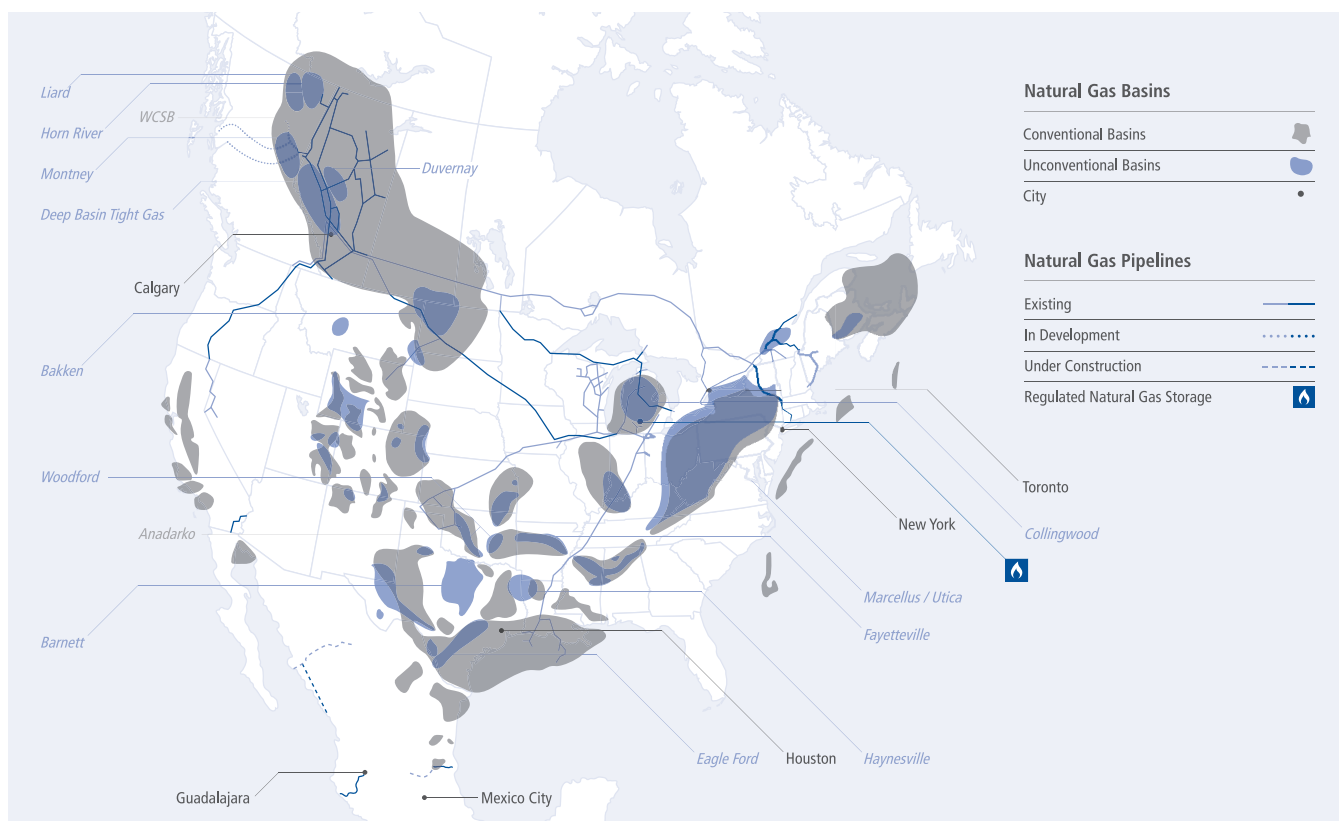 Liard
WCSB
Horn River
Montney
Duvernay
Deep Basin Tight Gas
Calgary
Bakken
Woodford
Anadarko
Barnett
Guadalajara
Mexico City
Eagle Ford
Houston
Haynesville
Fayetteville
Marcellus / Utica
Collingwood
New York
Toronto
Natural Gas Basins
Conventional Basins
Unconventional Basins
City
Natural Gas Pipelines
Existing
In Development
Under Construction
Regulated Natural Gas Storage